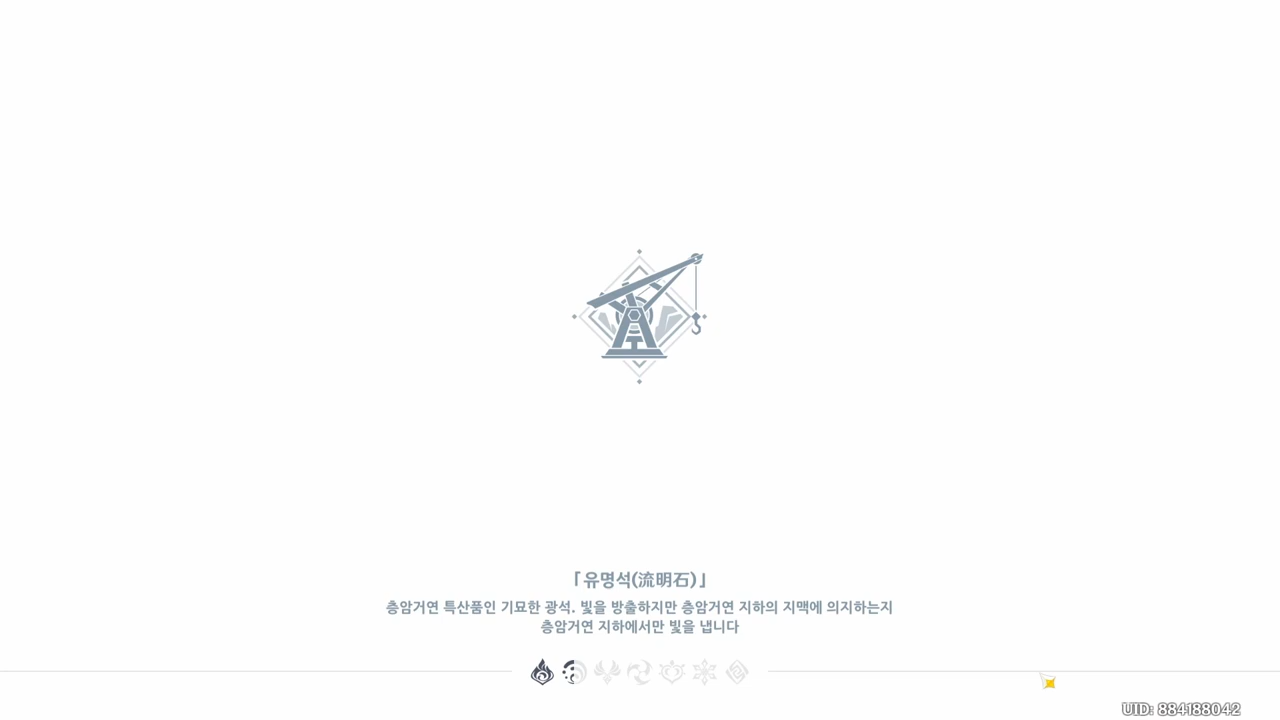 「유명석(流明石)」
층암거연 특산품인 기묘한 광석. 빛을 방출하지만 층암거연 지하의 지맥에 의지하는지
층암거연 지하에서만 빛을 냅니다
UID: 884188042